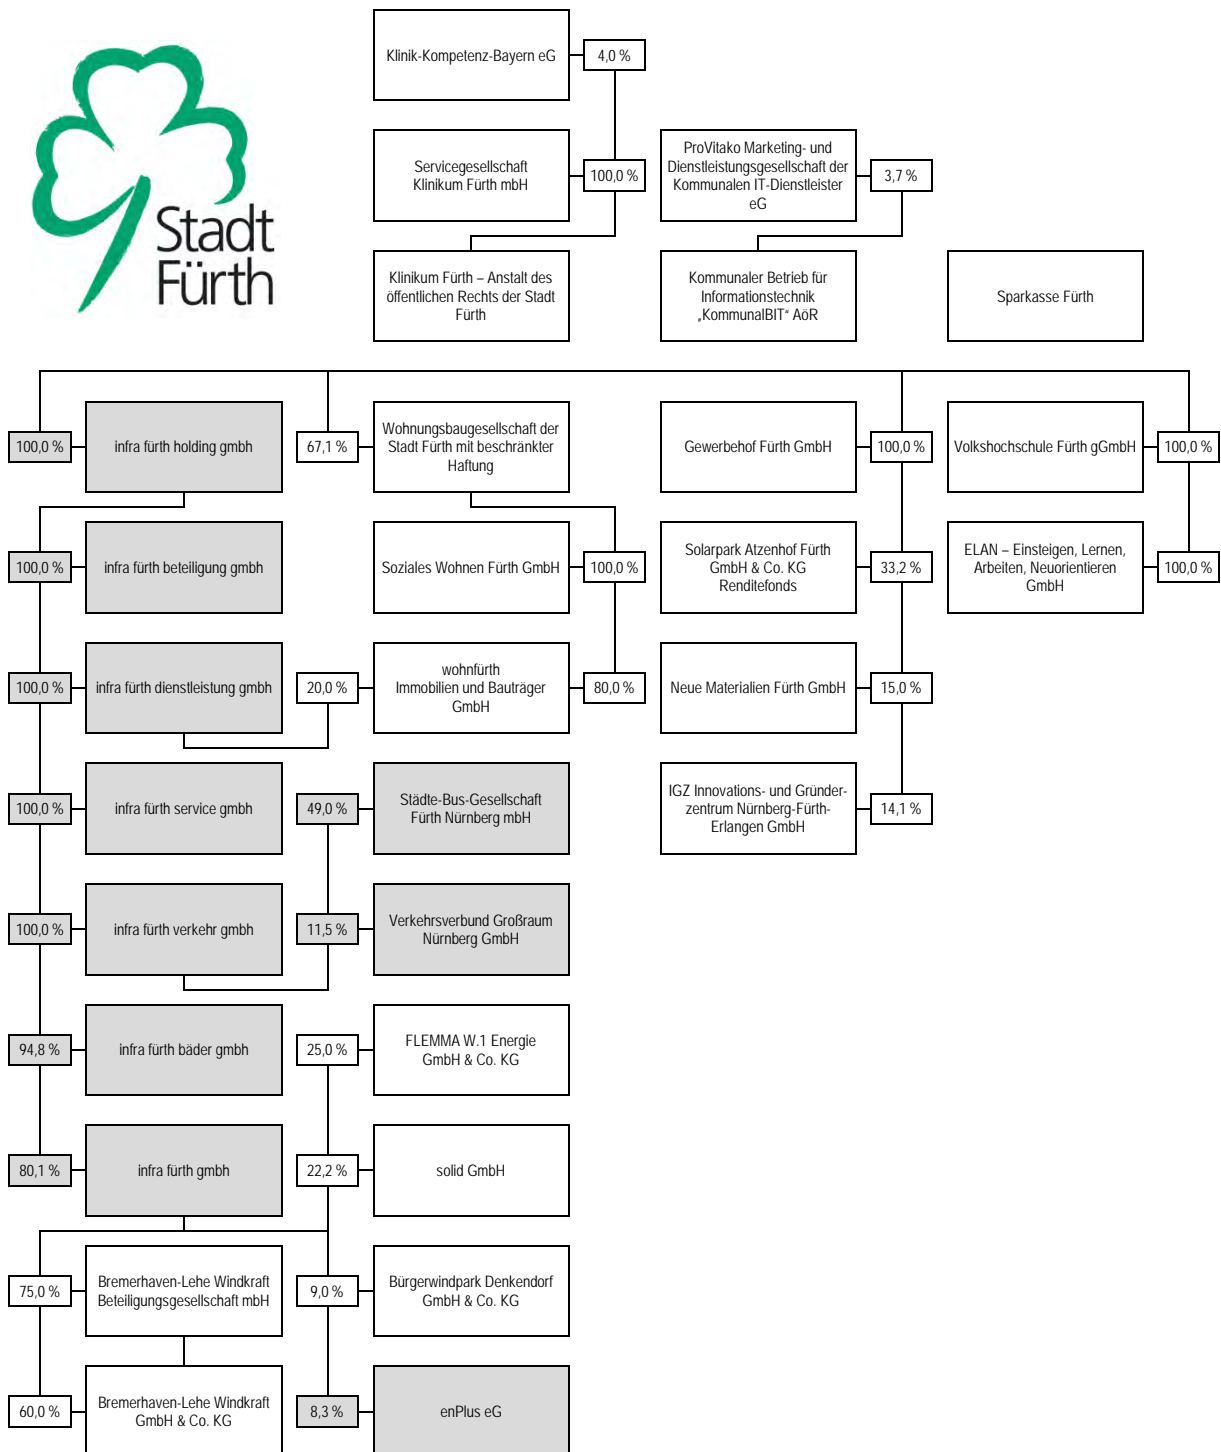 Stadt
Fürth
Klinik-Kompetenz-Bayern eG
4,0 %
Servicegesellschaft
Klinikum Fürth mbH
100,0 %
ProVitako Marketing- und
Dienstleistungsgesellschaft der
Kommunalen IT-Dienstleister
eG
3,7 %
Klinikum Fürth – Anstalt des
öffentlichen Rechts der Stadt
Fürth
Kommunaler Betrieb für
Informationstechnik
„KommunalBIT“ AöR
Sparkasse Fürth
100,0 %
infra fürth holding gmbh
67,1 %
Wohnungsbaugesellschaft der
Stadt Fürth mit beschränkter
Haftung
Gewerbehof Fürth GmbH
100,0 %
Volkshochschule Fürth gGmbH
100,0 %
100,0 %
infra fürth beteiligung gmbh
Soziales Wohnen Fürth GmbH
100,0 %
Solarpark Atzenhof Fürth
GmbH & Co. KG
Renditefonds
33,2 %
ELAN – Einsteigen, Lernen,
Arbeiten, Neuorientieren
GmbH
100,0 %
100,0 %
infra fürth dienstleistung gmbh
20,0 %
wohnfürth
Immobilien und Bauträger
GmbH
80,0 %
Neue Materialien Fürth GmbH
15,0 %
100,0 %
infra fürth service gmbh
49,0 %
Städte-Bus-Gesellschaft
Fürth Nürnberg mbH
IGZ Innovations- und Gründer-
zentrum Nürnberg-Fürth-
Erlangen GmbH
14,1 %
100,0 %
infra fürth verkehr gmbh
11,5 %
Verkehrsverbund Großraum
Nürnberg GmbH
94,8 %
infra fürth bäder gmbh
25,0 %
FLEMMA W.1 Energie
GmbH & Co. KG
80,1 %
infra fürth gmbh
22,2 %
solid GmbH
75,0 %
Bremerhaven-Lehe Windkraft
Beteiligungsgesellschaft mbH
9,0 %
Bürgerwindpark Denkendorf
GmbH & Co. KG
60,0 %
Bremerhaven-Lehe Windkraft
GmbH & Co. KG
8,3 %
enPlus eG